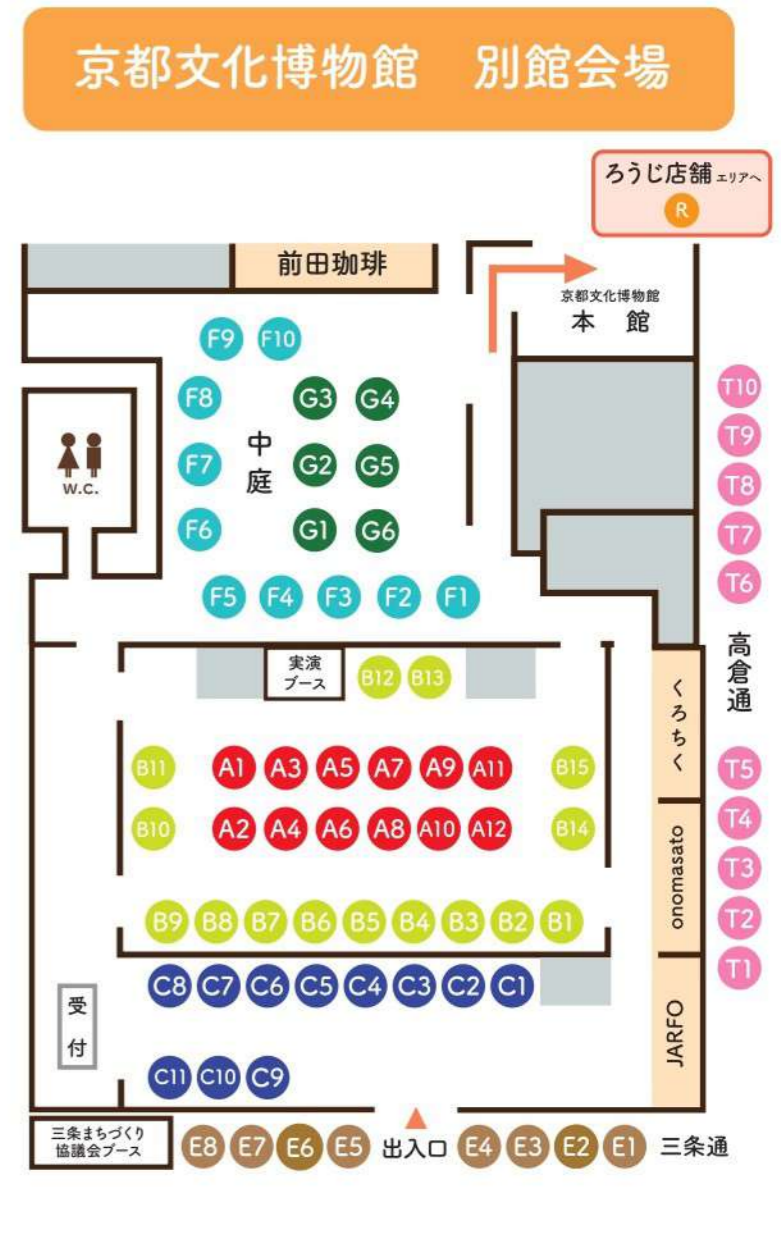 京都文化博物館 別館会場
ろうじ店舗エリアへ
R
前田珈琲
京都文化博物館
本館
F9 F10
F8 G3 G4
中庭
F7 G2 G5
F6 G1 G6
F5 F4 F3 F2 F1
W.C.
T10
T9
T8
T7
T6
高倉通
T5
T4
T3
T2
T1
実演
ブース
B12 B13
くろちく
B11 A1 A3 A5 A7 A9 A11 B15
B10 A2 A4 A6 A8 A10 A12 B14
onomasato
B9 B8 B7 B6 B5 B4 B3 B2 B1
C8 C7 C6 C5 C4 C3 C2 C1
受付
JARFO
C11 C10 C9
三条まちづくり
協議会ブース
E8 E7 E6 E5 出入口 E4 E3 E2 E1 三条通